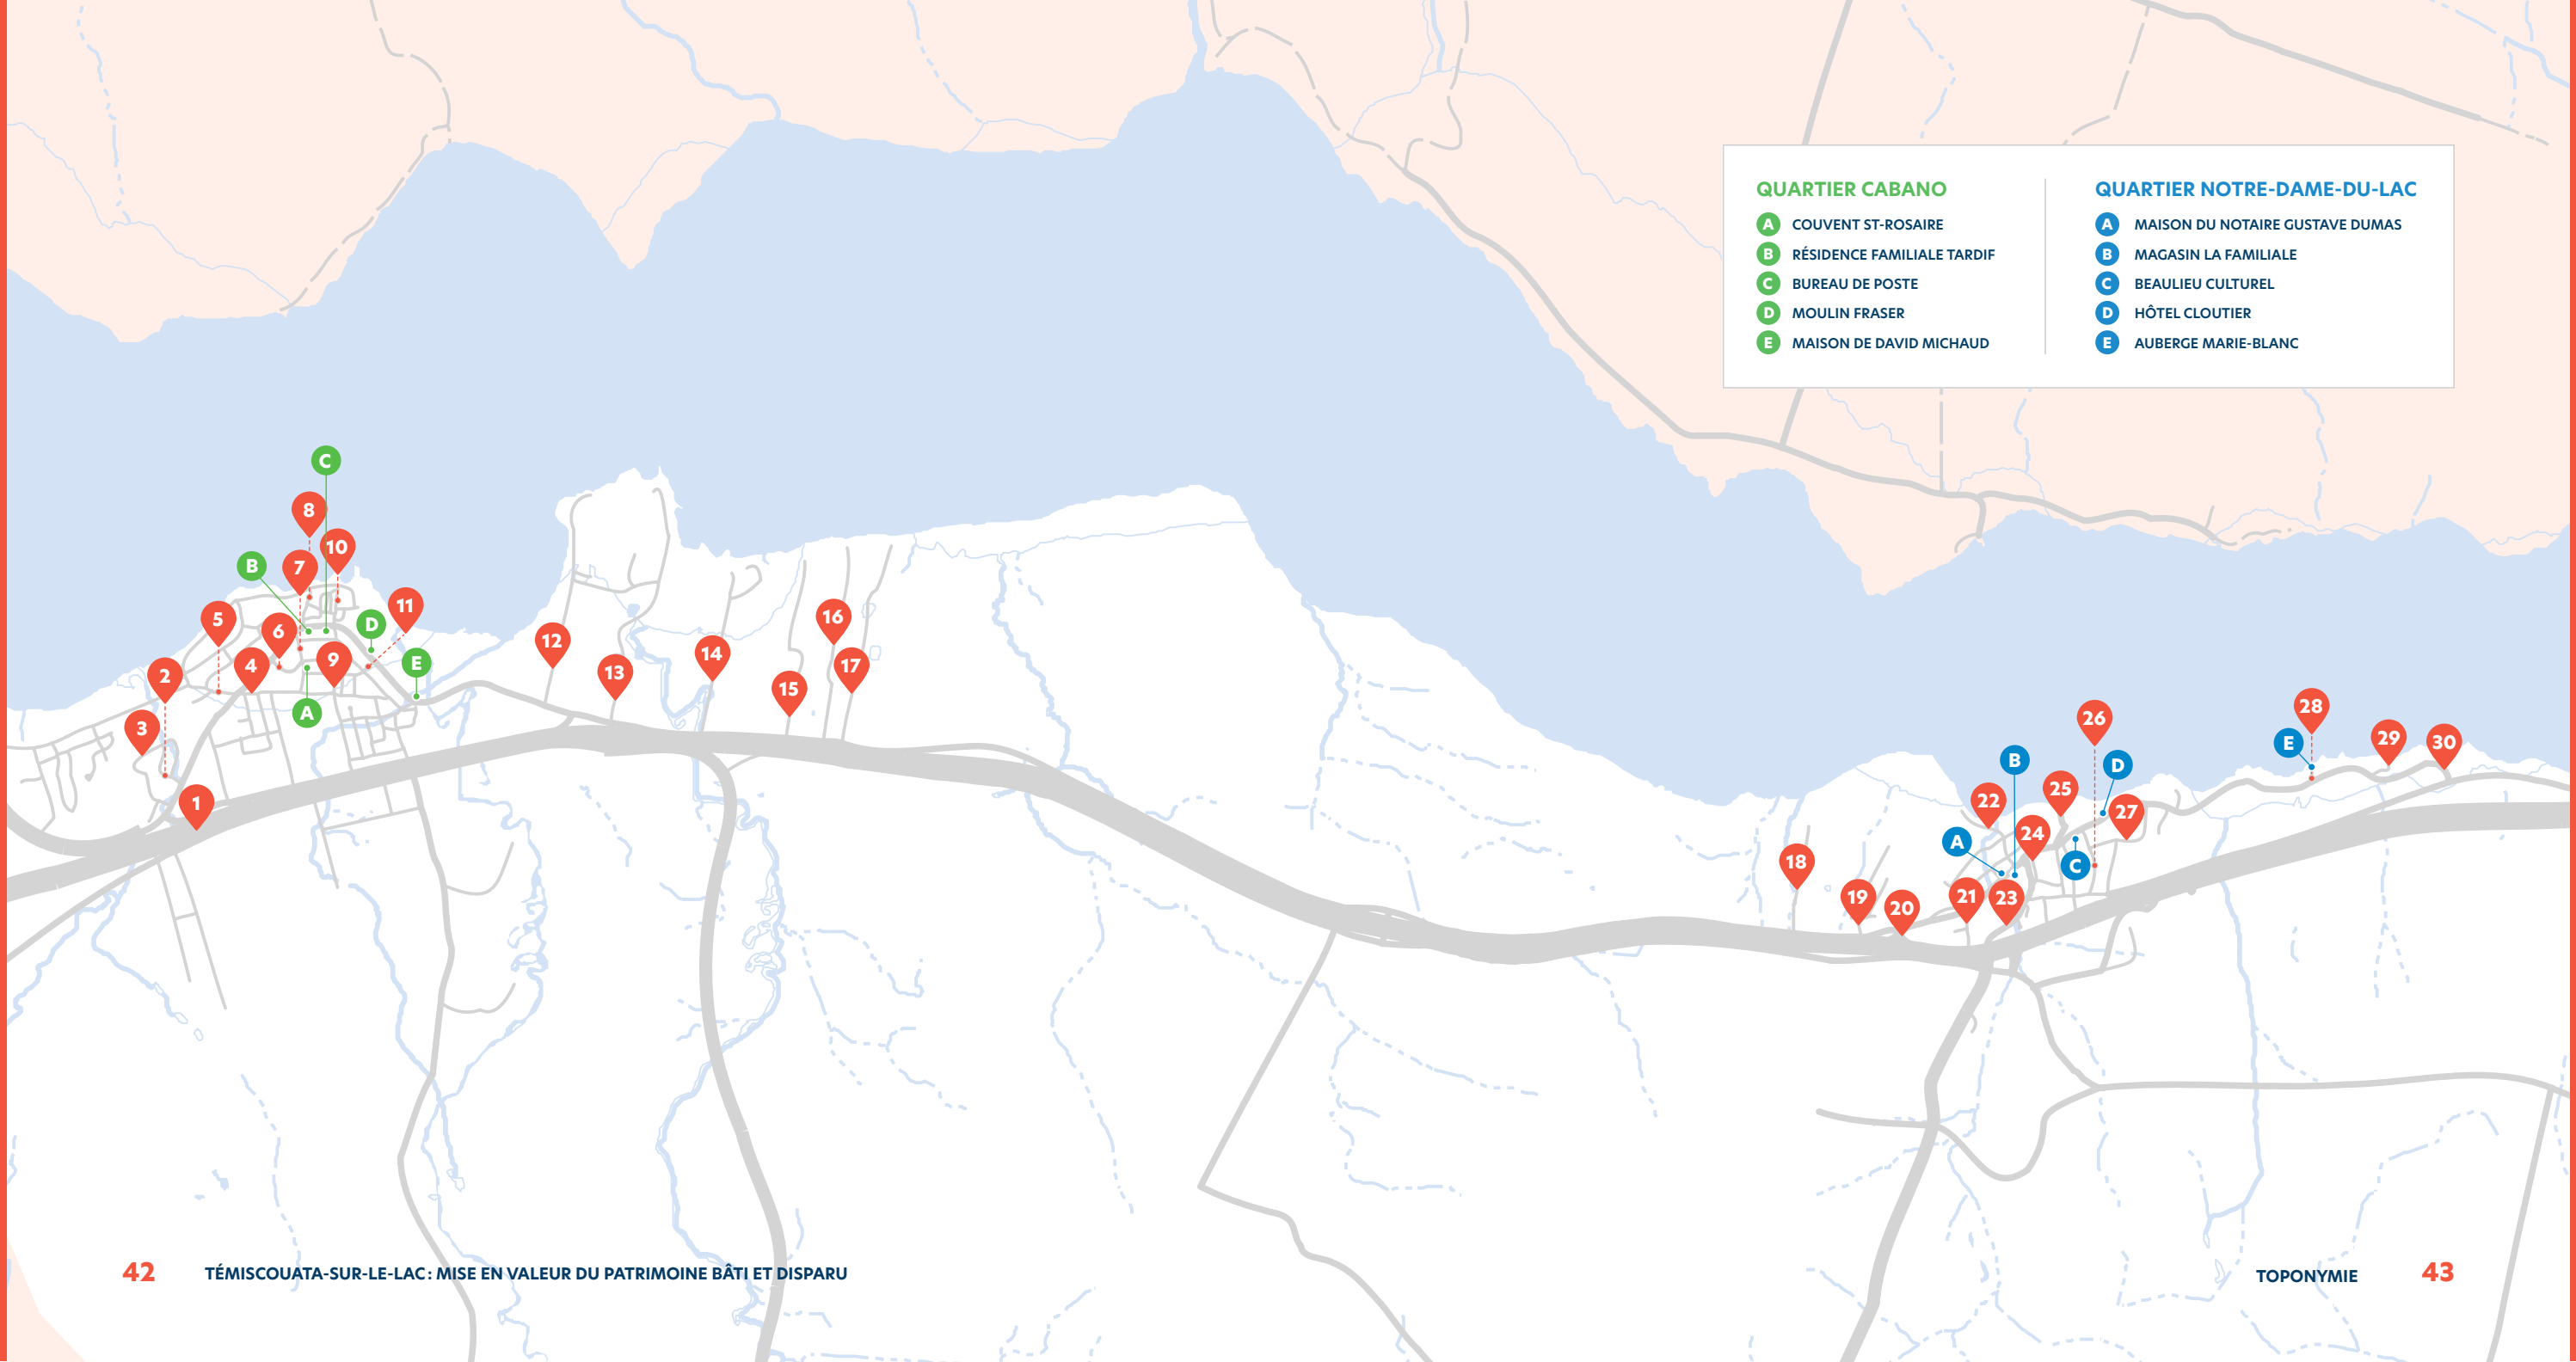 QUARTIER CABANO
A COUVENT ST-ROSAIRE
B RÉSIDENCE FAMILIALE TARDIF
C BUREAU DE POSTE
D MOULIN FRASER
E MAISON DE DAVID MICHAUD
QUARTIER NOTRE-DAME-DU-LAC
A MAISON DU NOTAIRE GUSTAVE DUMAS
B MAGASIN LA FAMILIALE
C BEAULIEU CULTUREL
D HÔTEL CLOUTIER
E AUBERGE MARIE-BLANC
C
8
10
B
7
11
5
6
D
4
9
E
2
A
3
1
12
13
14
15
16
17
18
19
20
21
22
23
A
B
24
25
26
D
27
C
28
E
29
30
42 TÉMISCOUATA-SUR-LE-LAC : MISE EN VALEUR DU PATRIMOINE BÂTI ET DISPARU
TOPONYMIE 43